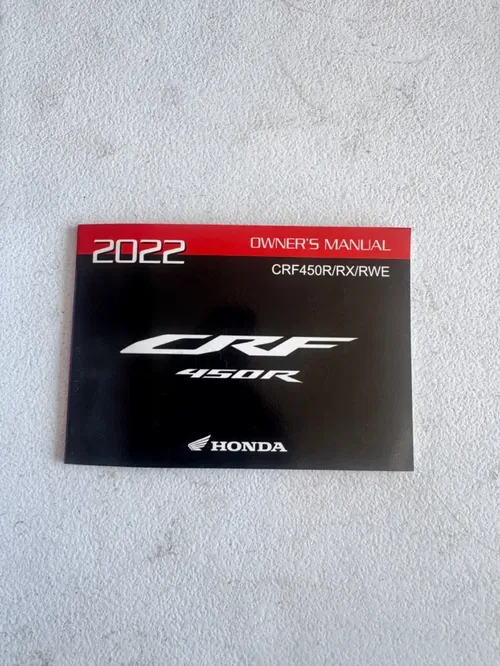 2022
OWNER'S MANUAL
CRF450R/RX/RWE
CRF
450R
HONDA